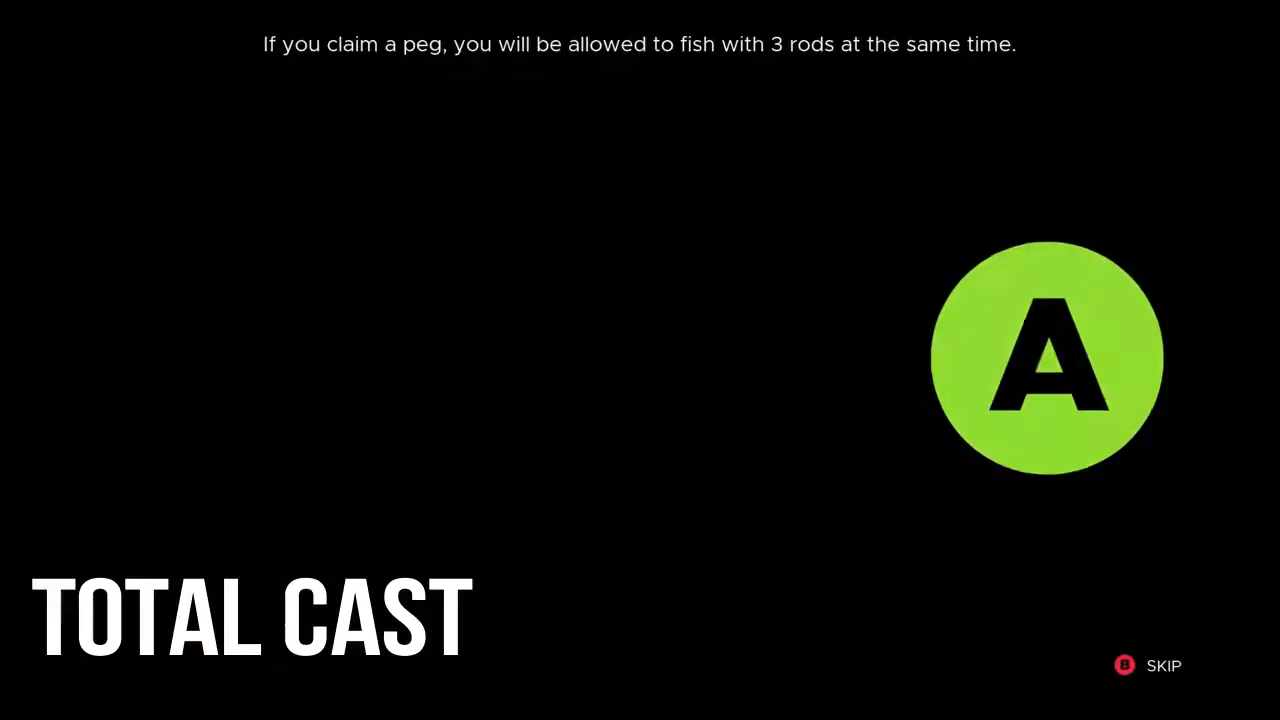 If you claim a peg, you will be allowed to fish with 3 rods at the same time.
A
TOTAL CAST
B SKIP